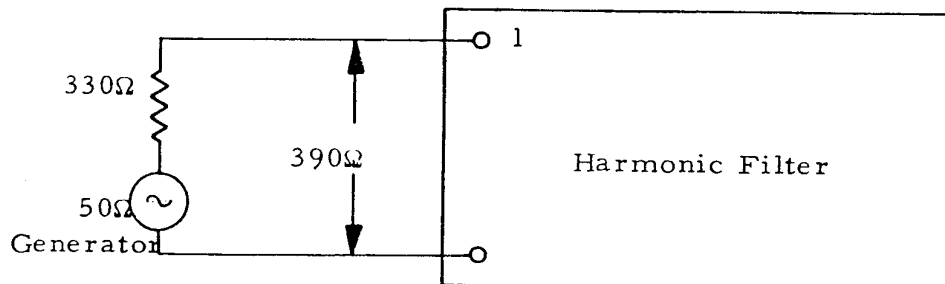 1
330Ω
390Ω
Harmonic Filter
50Ω
Generator